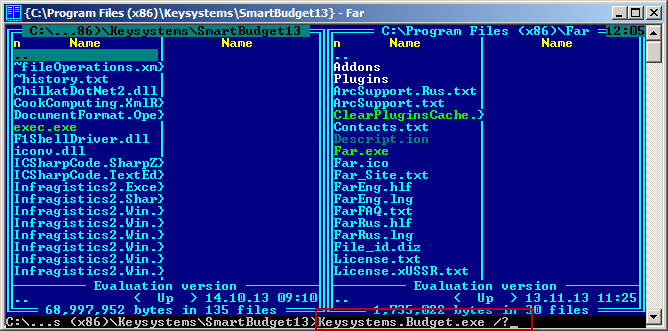 {C:\Program Files (x86)\Keysystems\SmartBudget13} - Far
C:\...86)\Keysystems\SmartBudget13
n Name Name
..
~fileOperations.xm}
~history.txt
ChilkatDotNet2.dll
CookComputing.XmlR}
DocumentFormat.Ope}
exec.exe
F1ShellDriver.dll
iconv.dll
ICSharpCode.SharpZ}
ICSharpCode.TextEd}
Infragistics2.Exce}
Infragistics2.Shar}
Infragistics2.Win.}
Infragistics2.Win.}
Infragistics2.Win.}
Infragistics2.Win.}
Infragistics2.Win.}
Evaluation version
.. < Up > 14.10.13 09:10
68,997,952 bytes in 135 files
C:\Program Files (x86)\Far 12:05
n Name Name
..
Addons
Plugins
ArcSupport.Rus.txt
ArcSupport.txt
ClearPluginsCache.}
Contacts.txt
Descript.ion
Far.exe
Far.ico
Far_Site.txt
FarEng.hlf
FarEng.lng
FarFAQ.txt
FarRus.hlf
FarRus.lng
File_id.diz
License.txt
License.xUSSR.txt
Evaluation version
.. < Up > 13.11.13 11:25
bytes in 30 files
C:\...s (x86)\Keysystems\SmartBudget13>Keysystems.Budget.exe /?_